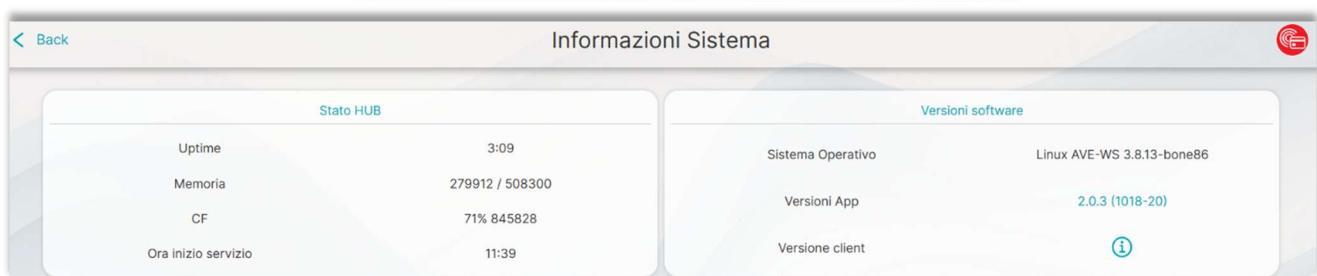 Back
Informazioni Sistema
Stato HUB
Uptime 3:09
Memoria 279912 / 508300
CF 71% 845828
Ora inizio servizio 11:39
Versioni software
Sistema Operativo Linux AVE-WS 3.8.13-bone86
Versioni App 2.0.3 (1018-20)
Versione client